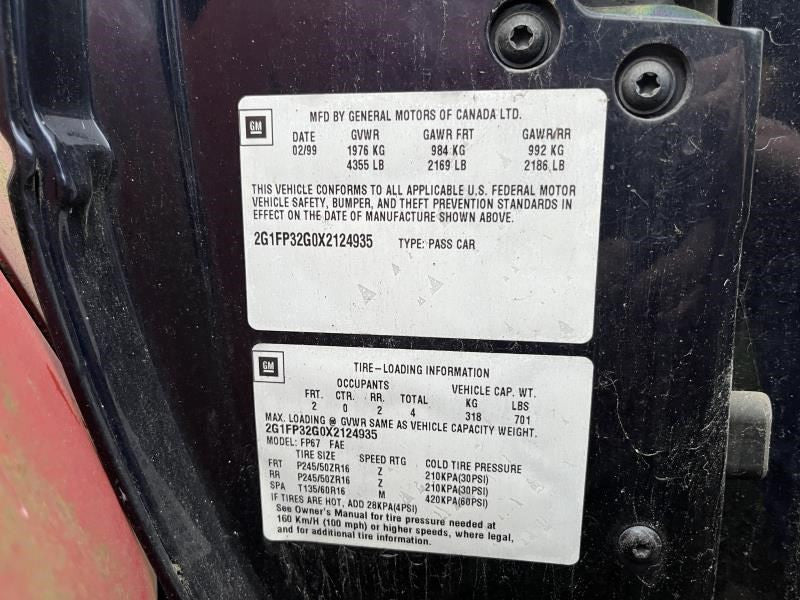 GM
MFD BY GENERAL MOTORS OF CANADA LTD.
DATE GVWR GAWR FRT GAWR/RR
02/99 1976 KG 984 KG 992 KG
4355 LB 2169 LB 2186 LB
THIS VEHICLE CONFORMS TO ALL APPLICABLE U.S. FEDERAL MOTOR
VEHICLE SAFETY, BUMPER, AND THEFT PREVENTION STANDARDS IN
EFFECT ON THE DATE OF MANUFACTURE SHOWN ABOVE.
2G1FP32G0X2124935 TYPE: PASS CAR
GM
TIRE-LOADING INFORMATION
OCCUPANTS VEHICLE CAP. WT.
FRT. CTR. RR. TOTAL KG LBS
2 0 2 4 318 701
MAX. LOADING @ GVWR SAME AS VEHICLE CAPACITY WEIGHT.
2G1FP32G0X2124935
MODEL: FP67 FAE
TIRE SIZE SPEED RTG COLD TIRE PRESSURE
FRT P245/50ZR16 Z 210KPA(30PSI)
RR P245/50ZR16 Z 210KPA(30PSI)
SPA T135/60R16 M 420KPA(60PSI)
IF TIRES ARE HOT, ADD 28KPA(4PSI)
See Owner's Manual for tire pressure needed at
160 Km/H (100 mph) or higher speeds, where legal,
and for additional tire information.